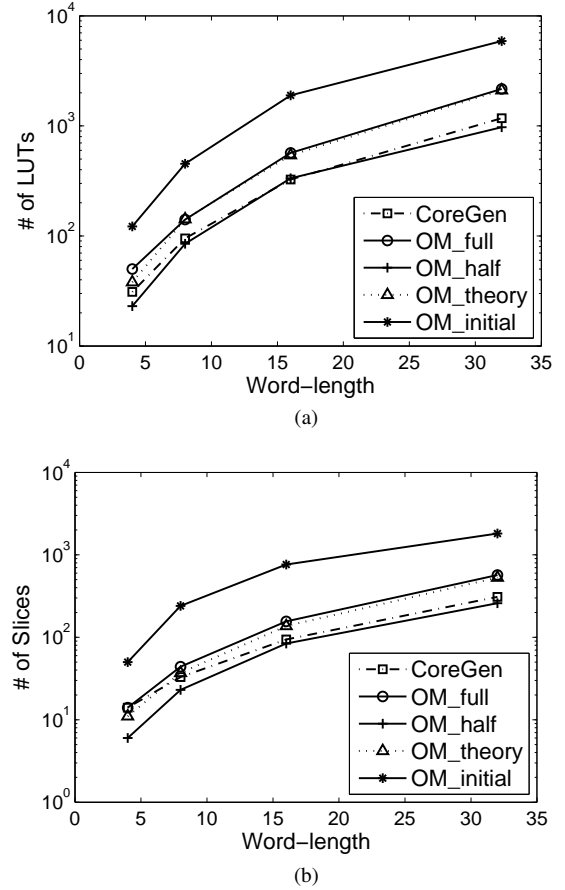 10^4
10^3
10^2
10^1
# of LUTs
0 5 10 15 20 25 30 35
Word-length
CoreGen
OM_full
OM_half
OM_theory
OM_initial
(a)
10^4
10^3
10^2
10^1
10^0
# of Slices
0 5 10 15 20 25 30 35
Word-length
CoreGen
OM_full
OM_half
OM_theory
OM_initial
(b)